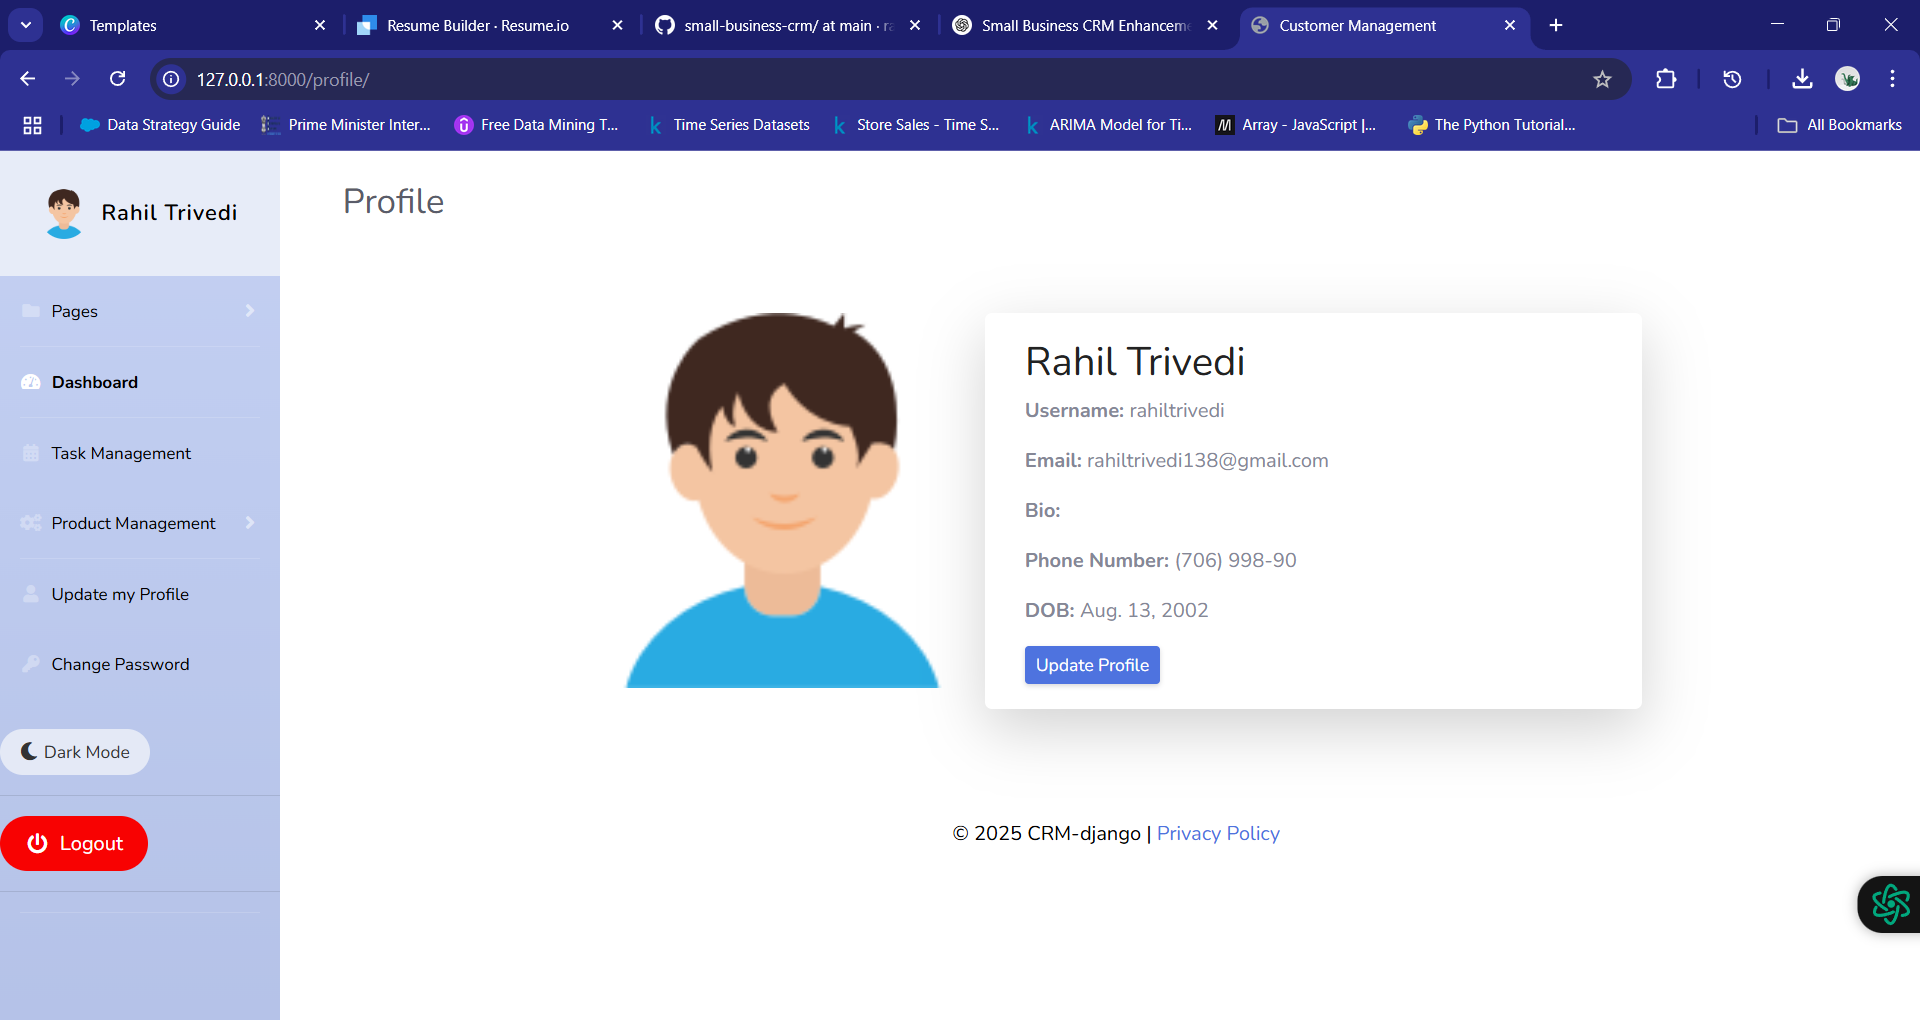 Templates
Resume Builder · Resume.io
small-business-crm/ at main · ra
Small Business CRM Enhanceme
Customer Management
127.0.0.1:8000/profile/
Data Strategy Guide
Prime Minister Inter...
Free Data Mining T...
Time Series Datasets
Store Sales - Time S...
ARIMA Model for Ti...
Array - JavaScript |...
The Python Tutorial...
All Bookmarks
Rahil Trivedi
Pages
Dashboard
Task Management
Product Management
Update my Profile
Change Password
Dark Mode
Logout
Profile
Rahil Trivedi
Username: rahiltrivedi
Email: rahiltrivedi138@gmail.com
Bio:
Phone Number: (706) 998-90
DOB: Aug. 13, 2002
Update Profile
© 2025 CRM-django | Privacy Policy